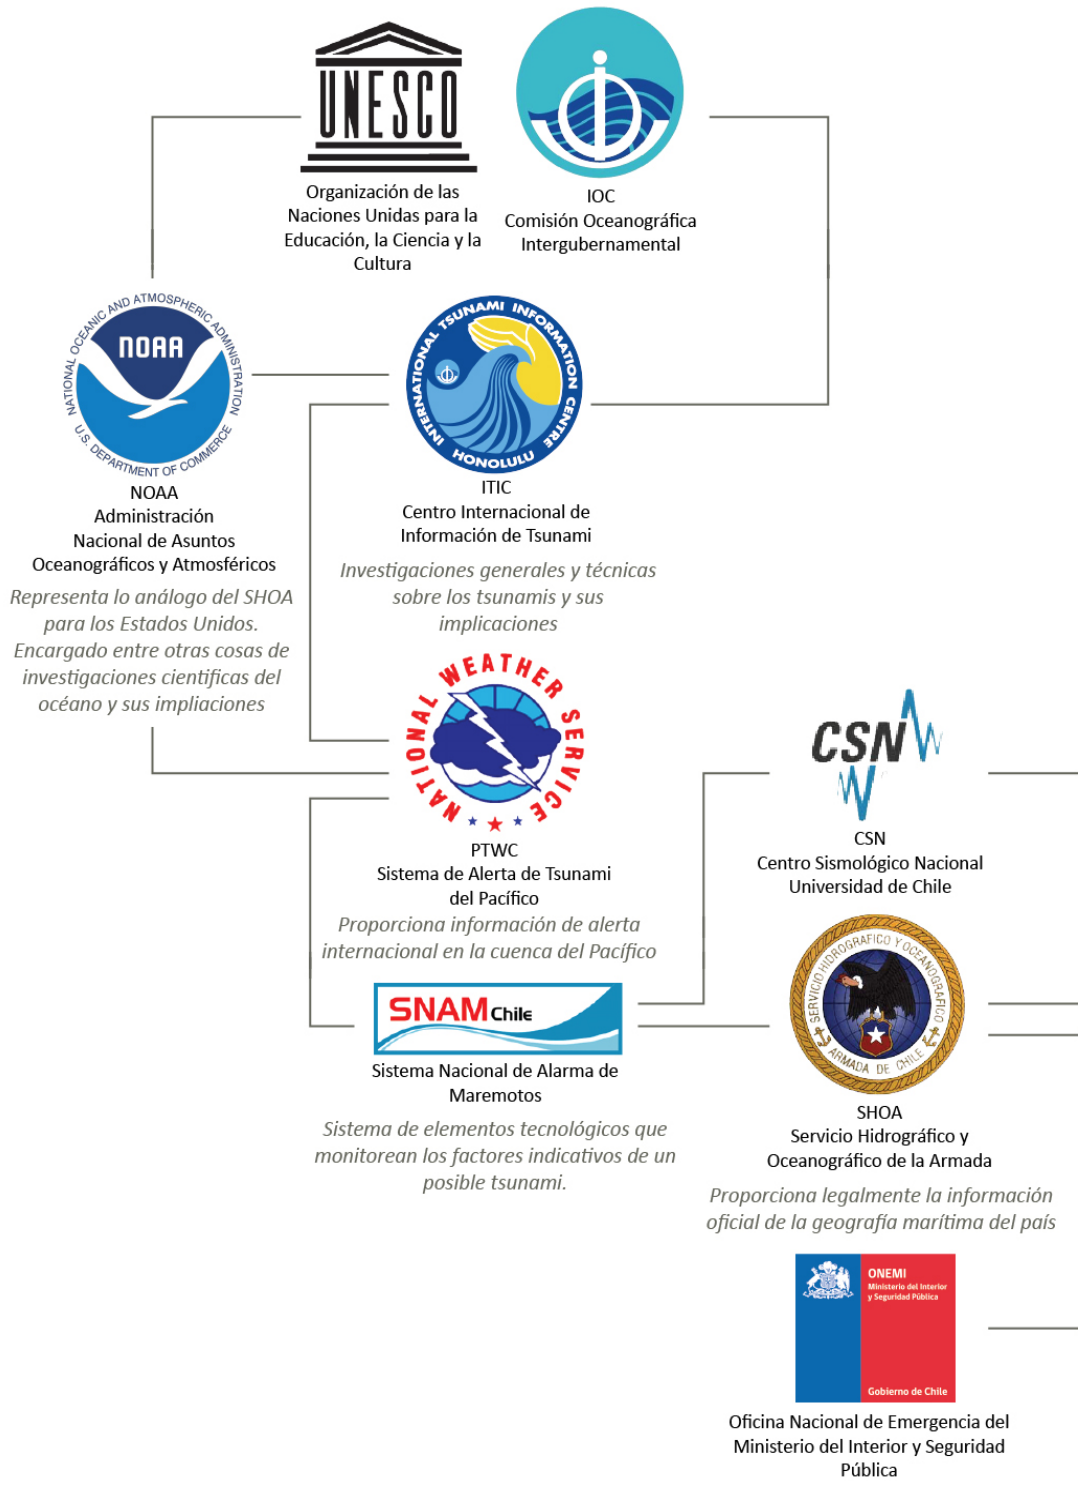 UNESCO
Organización de las
Naciones Unidas para la
Educación, la Ciencia y la
Cultura
IOC
Comisión Oceanográfica
Intergubernamental
NATIONAL OCEANIC AND ATMOSPHERIC ADMINISTRATION
NOAA
U.S. DEPARTMENT OF COMMERCE
NOAA
Administración
Nacional de Asuntos
Oceanográficos y Atmosféricos
Representa lo análogo del SHOA
para los Estados Unidos.
Encargado entre otras cosas de
investigaciones cientificas del
océano y sus impliaciones
INTERNATIONAL TSUNAMI INFORMATION CENTRE
HONOLULU
ITIC
Centro Internacional de
Información de Tsunami
Investigaciones generales y técnicas
sobre los tsunamis y sus
implicaciones
NATIONAL WEATHER SERVICE
PTWC
Sistema de Alerta de Tsunami
del Pacífico
Proporciona información de alerta
internacional en la cuenca del Pacífico
SNAM Chile
Sistema Nacional de Alarma de
Maremotos
Sistema de elementos tecnológicos que
monitorean los factores indicativos de un
posible tsunami.
CSN
CSN
Centro Sismológico Nacional
Universidad de Chile
SERVICIO HIDROGRAFICO Y OCEANOGRAFICO
ARMADA DE CHILE
SHOA
Servicio Hidrográfico y
Oceanográfico de la Armada
Proporciona legalmente la información
oficial de la geografía marítima del país
ONEMI
Ministerio del Interior
y Seguridad Pública
Gobierno de Chile
Oficina Nacional de Emergencia del
Ministerio del Interior y Seguridad
Pública